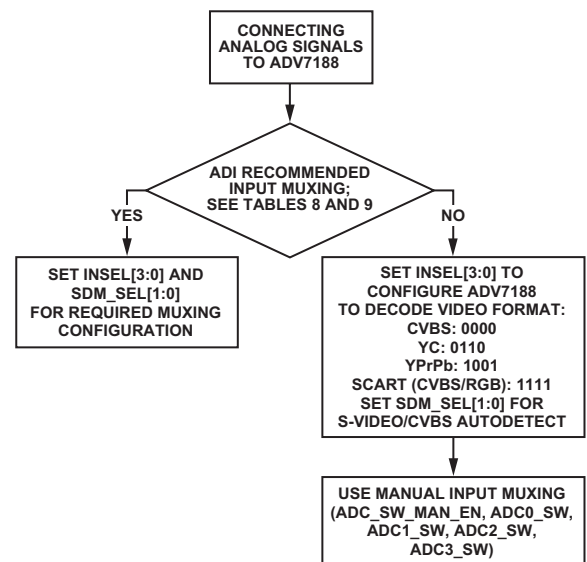 CONNECTING
ANALOG SIGNALS
TO ADV7188
ADI RECOMMENDED
INPUT MUXING;
SEE TABLES 8 AND 9
YES
NO
SET INSEL[3:0] AND
SDM_SEL[1:0]
FOR REQUIRED MUXING
CONFIGURATION
SET INSEL[3:0] TO
CONFIGURE ADV7188
TO DECODE VIDEO FORMAT:
CVBS: 0000
YC: 0110
YPrPb: 1001
SCART (CVBS/RGB): 1111
SET SDM_SEL[1:0] FOR
S-VIDEO/CVBS AUTODETECT
USE MANUAL INPUT MUXING
(ADC_SW_MAN_EN, ADC0_SW,
ADC1_SW, ADC2_SW,
ADC3_SW)